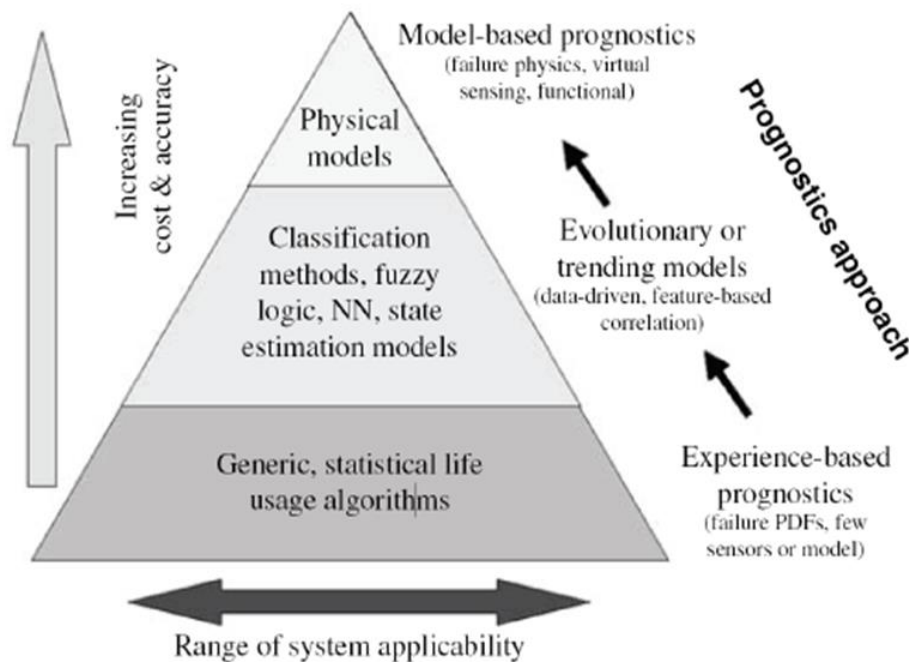 Increasing
cost & accuracy
Physical
models
Classification
methods, fuzzy
logic, NN, state
estimation models
Generic, statistical life
usage algorithms
Range of system applicability
Model-based prognostics
(failure physics, virtual
sensing, functional)
Evolutionary or
trending models
(data-driven, feature-based
correlation)
Experience-based
prognostics
(failure PDFs, few
sensors or model)
Prognostics approach